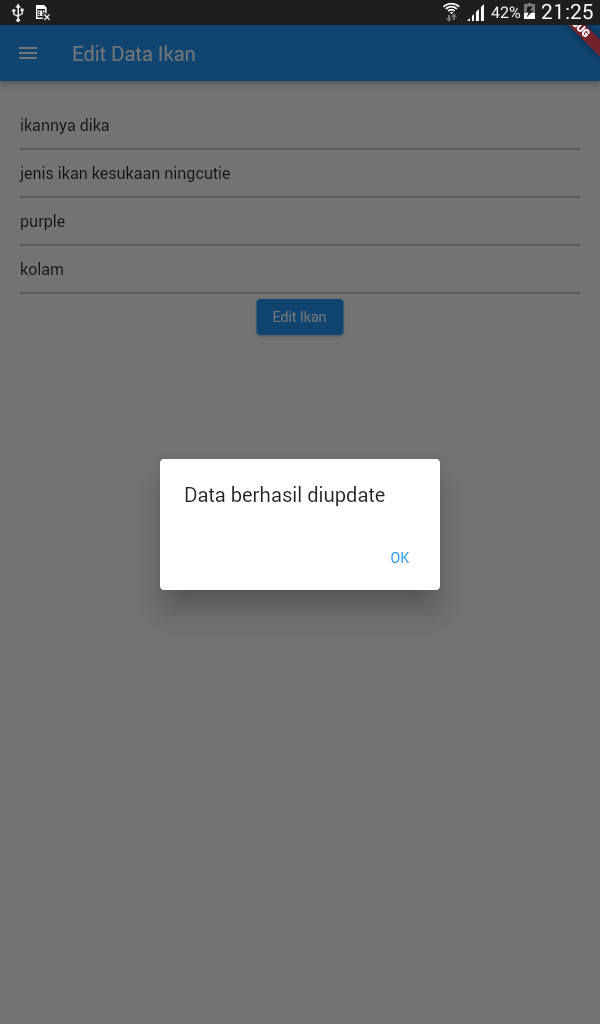 42% 21:25
Edit Data Ikan
ikannya dika
jenis ikan kesukaan ningcutie
purple
kolam
Edit Ikan
Data berhasil diupdate
OK